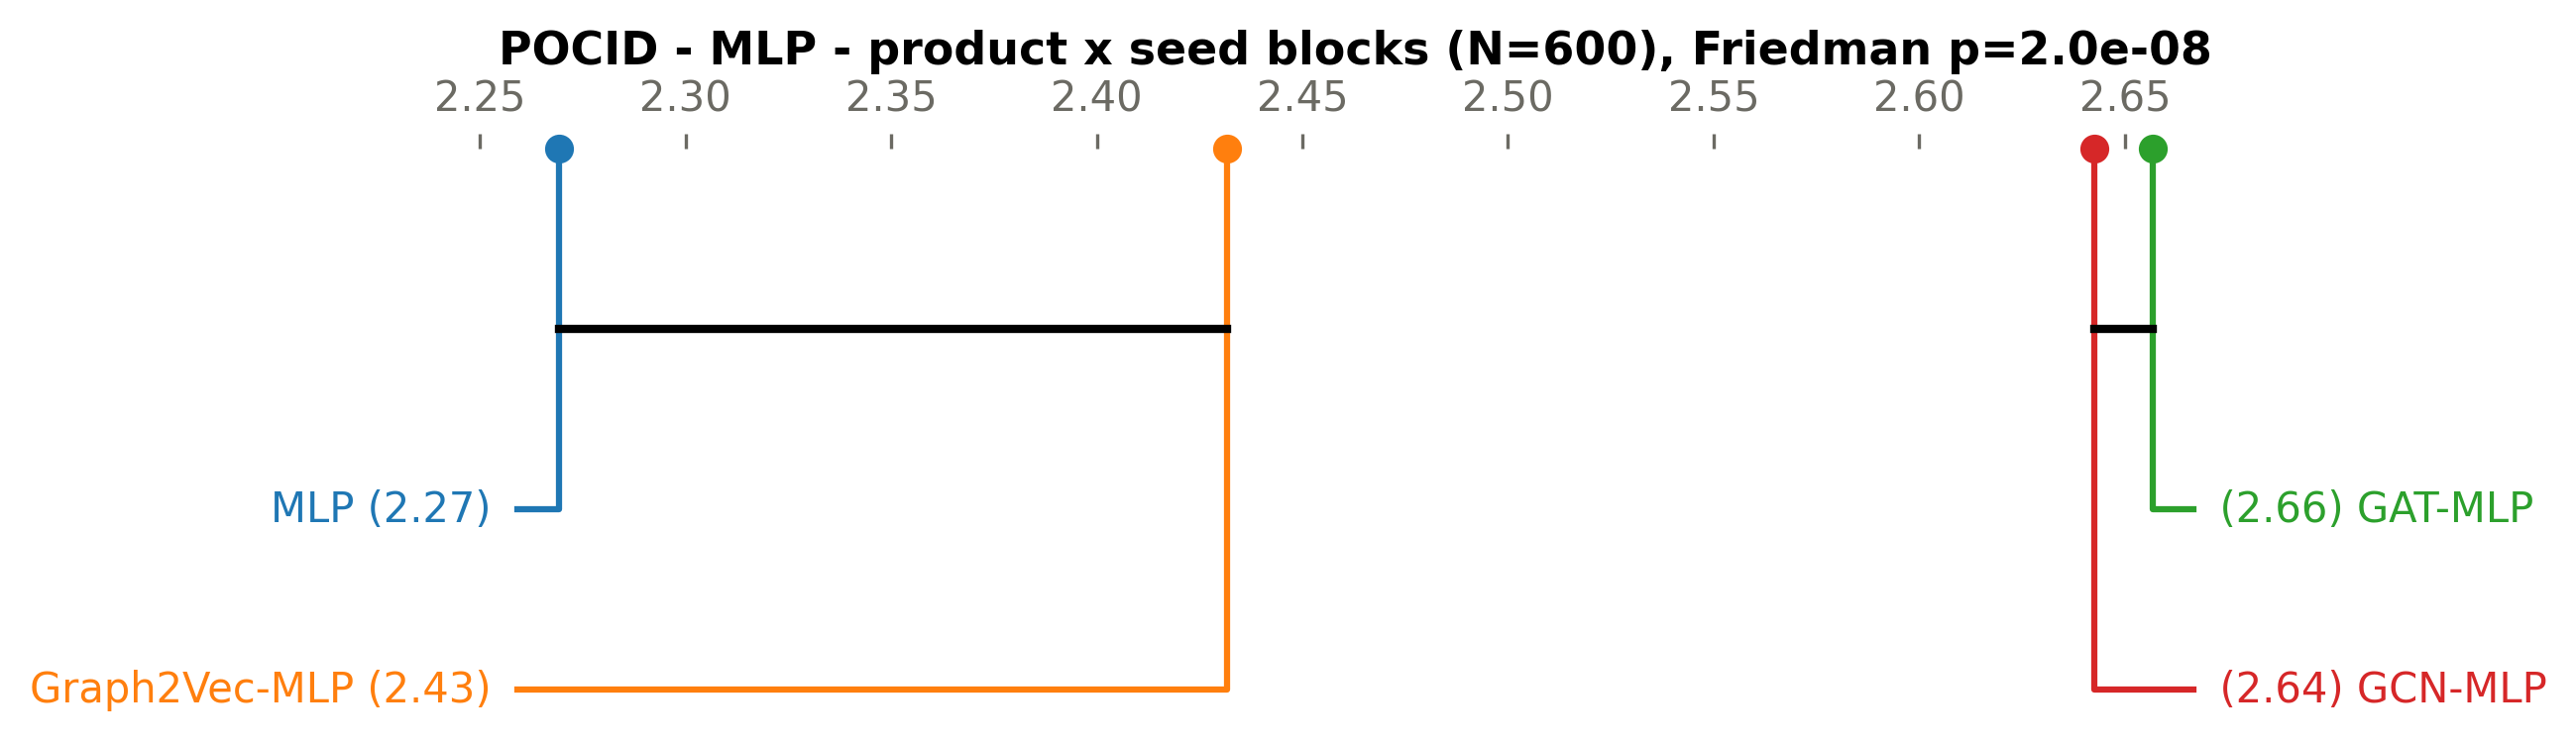 POCID - MLP - product x seed blocks (N=600), Friedman p=2.0e-08
2.25 2.30 2.35 2.40 2.45 2.50 2.55 2.60 2.65
MLP (2.27)
(2.66) GAT-MLP
Graph2Vec-MLP (2.43)
(2.64) GCN-MLP